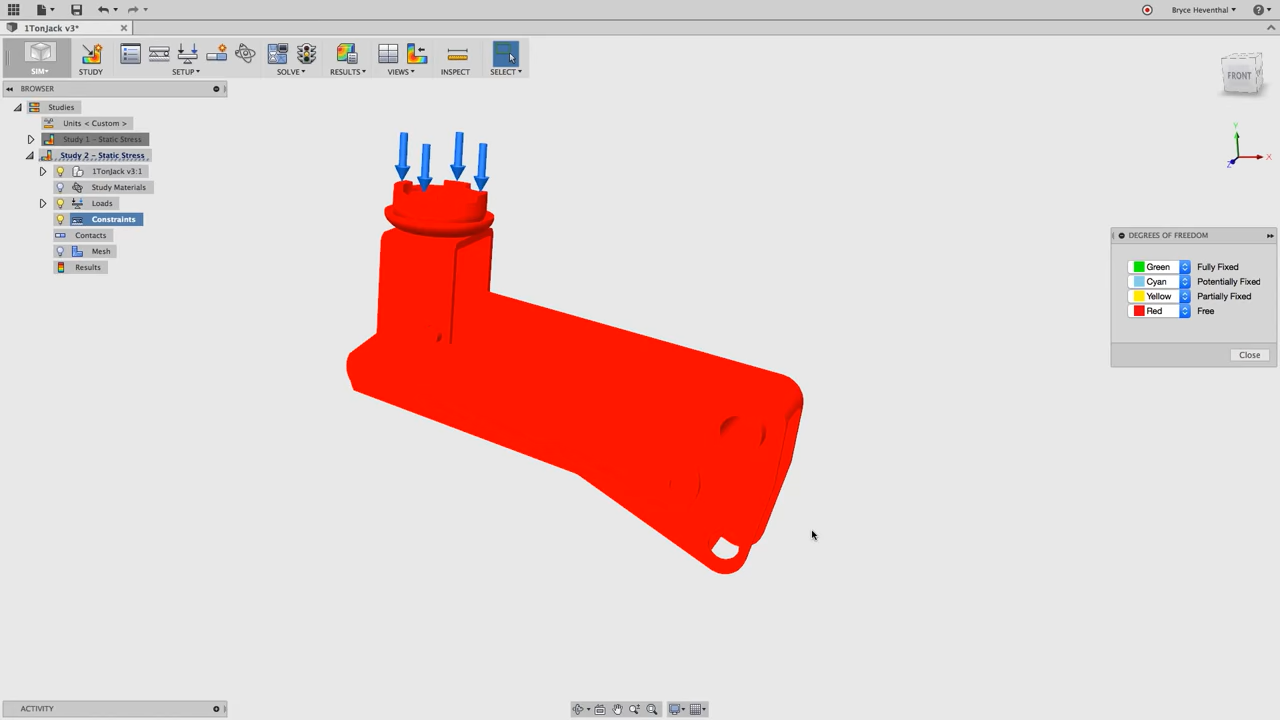 Bryce Heventhal
1TonJack v3*
SIM
STUDY
SETUP
SOLVE
RESULTS
VIEWS
INSPECT
SELECT
BROWSER
FRONT
Studies
Units < Custom >
Study 1 - Static Stress
Study 2 - Static Stress
1TonJack v3:1
Study Materials
Loads
Constraints
Contacts
Mesh
Results
Y
X
Z
DEGREES OF FREEDOM
Green Fully Fixed
Cyan Potentially Fixed
Yellow Partially Fixed
Red Free
Close
ACTIVITY